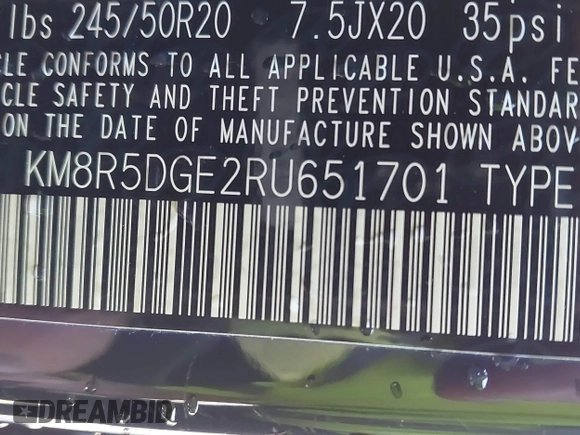 lbs 245/50R20 7.5JX20 35psi
CLE CONFORMS TO ALL APPLICABLE U.S.A. FE
ICLE SAFETY AND THEFT PREVENTION STANDAR
ON THE DATE OF MANUFACTURE SHOWN ABOV
KM8R5DGE2RU651701 TYPE
DREAMBID